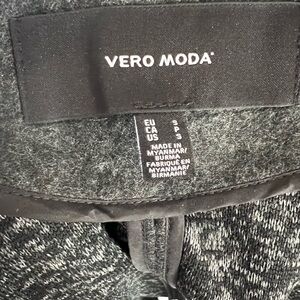 VERO MODA
EU S
CA P
US S
MADE IN
MYANMAR/
BURMA
FABRIQUÉ EN
MYANMAR/
BIRMANIE